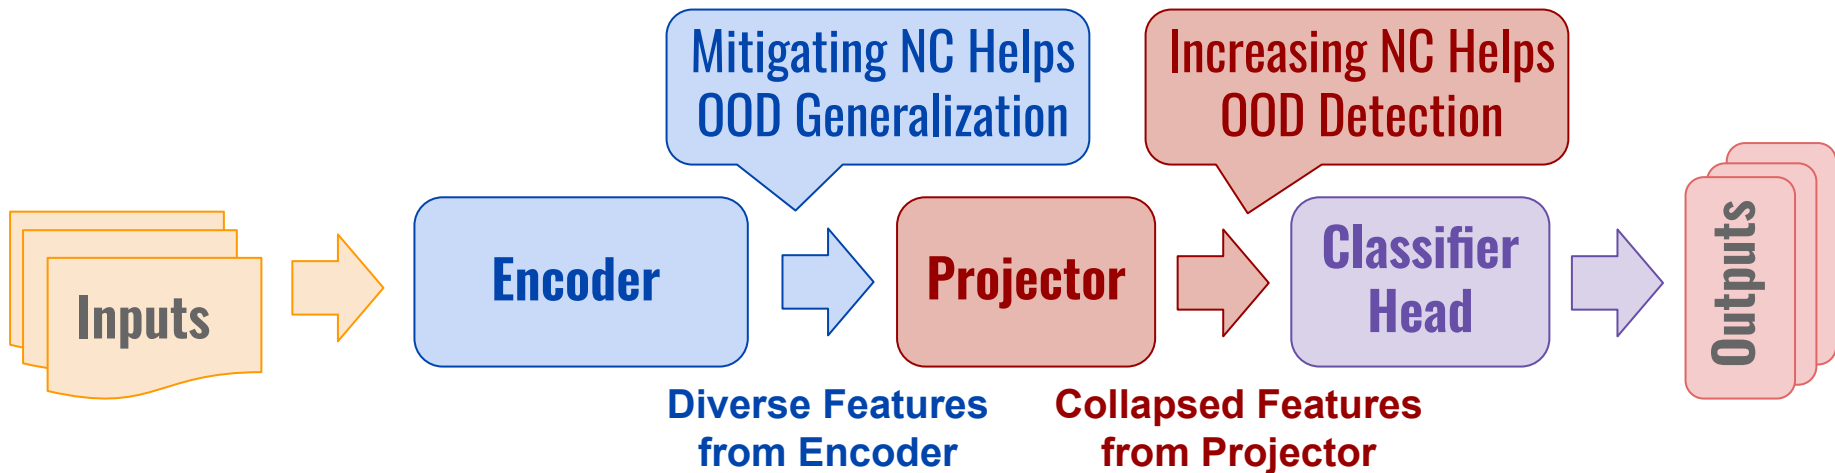 Mitigating NC Helps
OOD Generalization
Increasing NC Helps
OOD Detection
Inputs
Encoder
Projector
Classifier
Head
Outputs
Diverse Features
from Encoder
Collapsed Features
from Projector